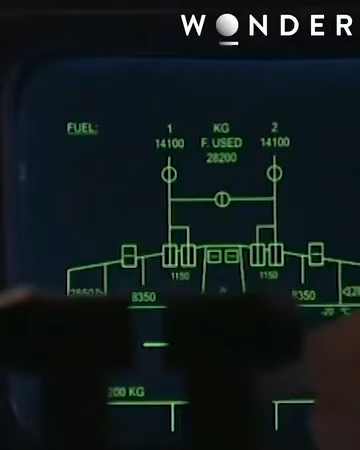 WONDER
FUEL: 1 KG 2
14100 F. USED 14100
28200
1150 1150
8350 8350
-20 °C
200 KG